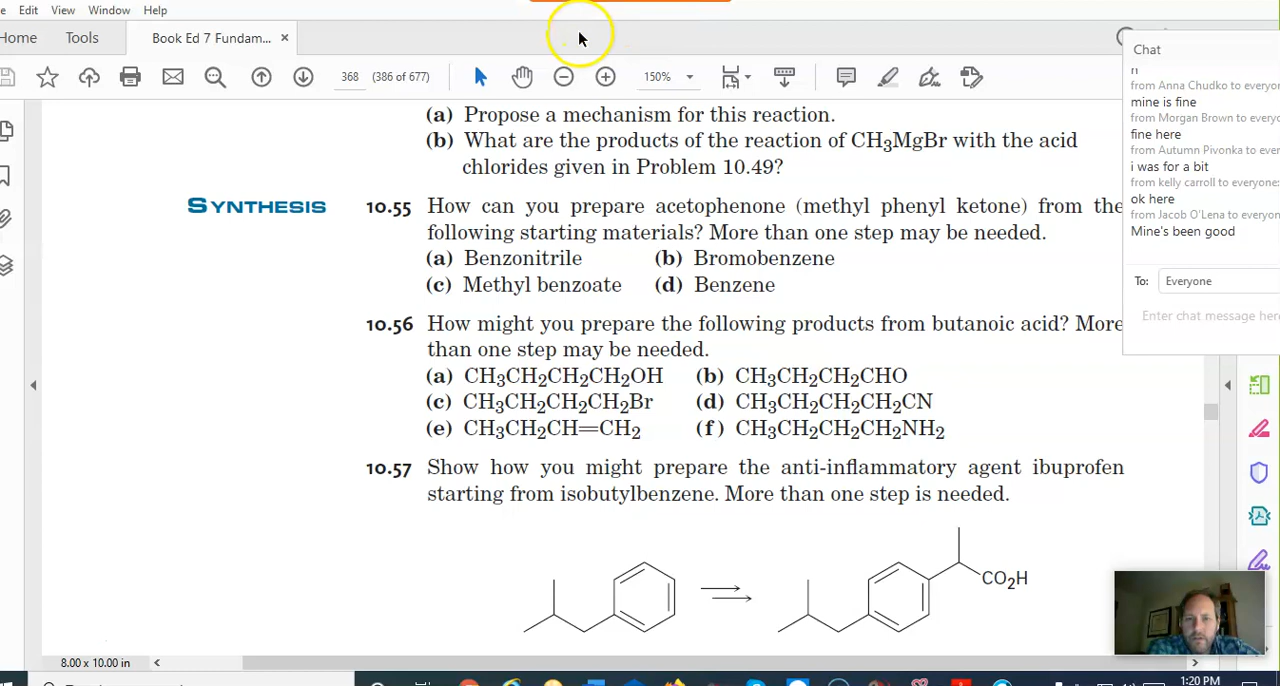 Edit View Window Help
Home Tools Book Ed 7 Fundam... ×
368 (386 of 677) 150%
(a) Propose a mechanism for this reaction.
(b) What are the products of the reaction of CH3MgBr with the acid
chlorides given in Problem 10.49?
SYNTHESIS
10.55 How can you prepare acetophenone (methyl phenyl ketone) from the
following starting materials? More than one step may be needed.
(a) Benzonitrile (b) Bromobenzene
(c) Methyl benzoate (d) Benzene
10.56 How might you prepare the following products from butanoic acid? More
than one step may be needed.
(a) CH3CH2CH2CH2OH (b) CH3CH2CH2CHO
(c) CH3CH2CH2CH2Br (d) CH3CH2CH2CH2CN
(e) CH3CH2CH=CH2 (f) CH3CH2CH2CH2NH2
10.57 Show how you might prepare the anti-inflammatory agent ibuprofen
starting from isobutylbenzene. More than one step is needed.
CO2H
8.00 x 10.00 in
Chat
from Anna Chudko to everyone
mine is fine
from Morgan Brown to everyo
fine here
from Autumn Pivonka to ever
i was for a bit
from kelly carroll to everyone:
ok here
from Jacob O'Lena to everyon
Mine's been good
To: Everyone
Enter chat message here
1:20 PM